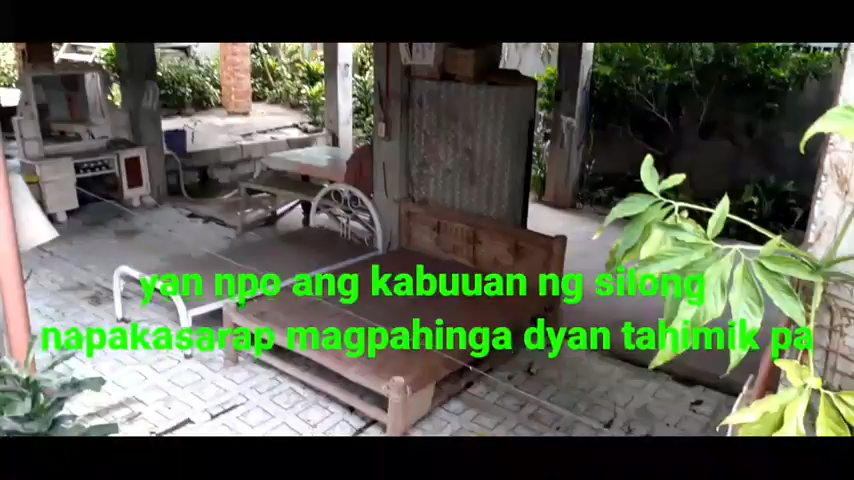 yan npo ang kabuuan ng silong
napakasarap magpahinga dyan tahimik pa